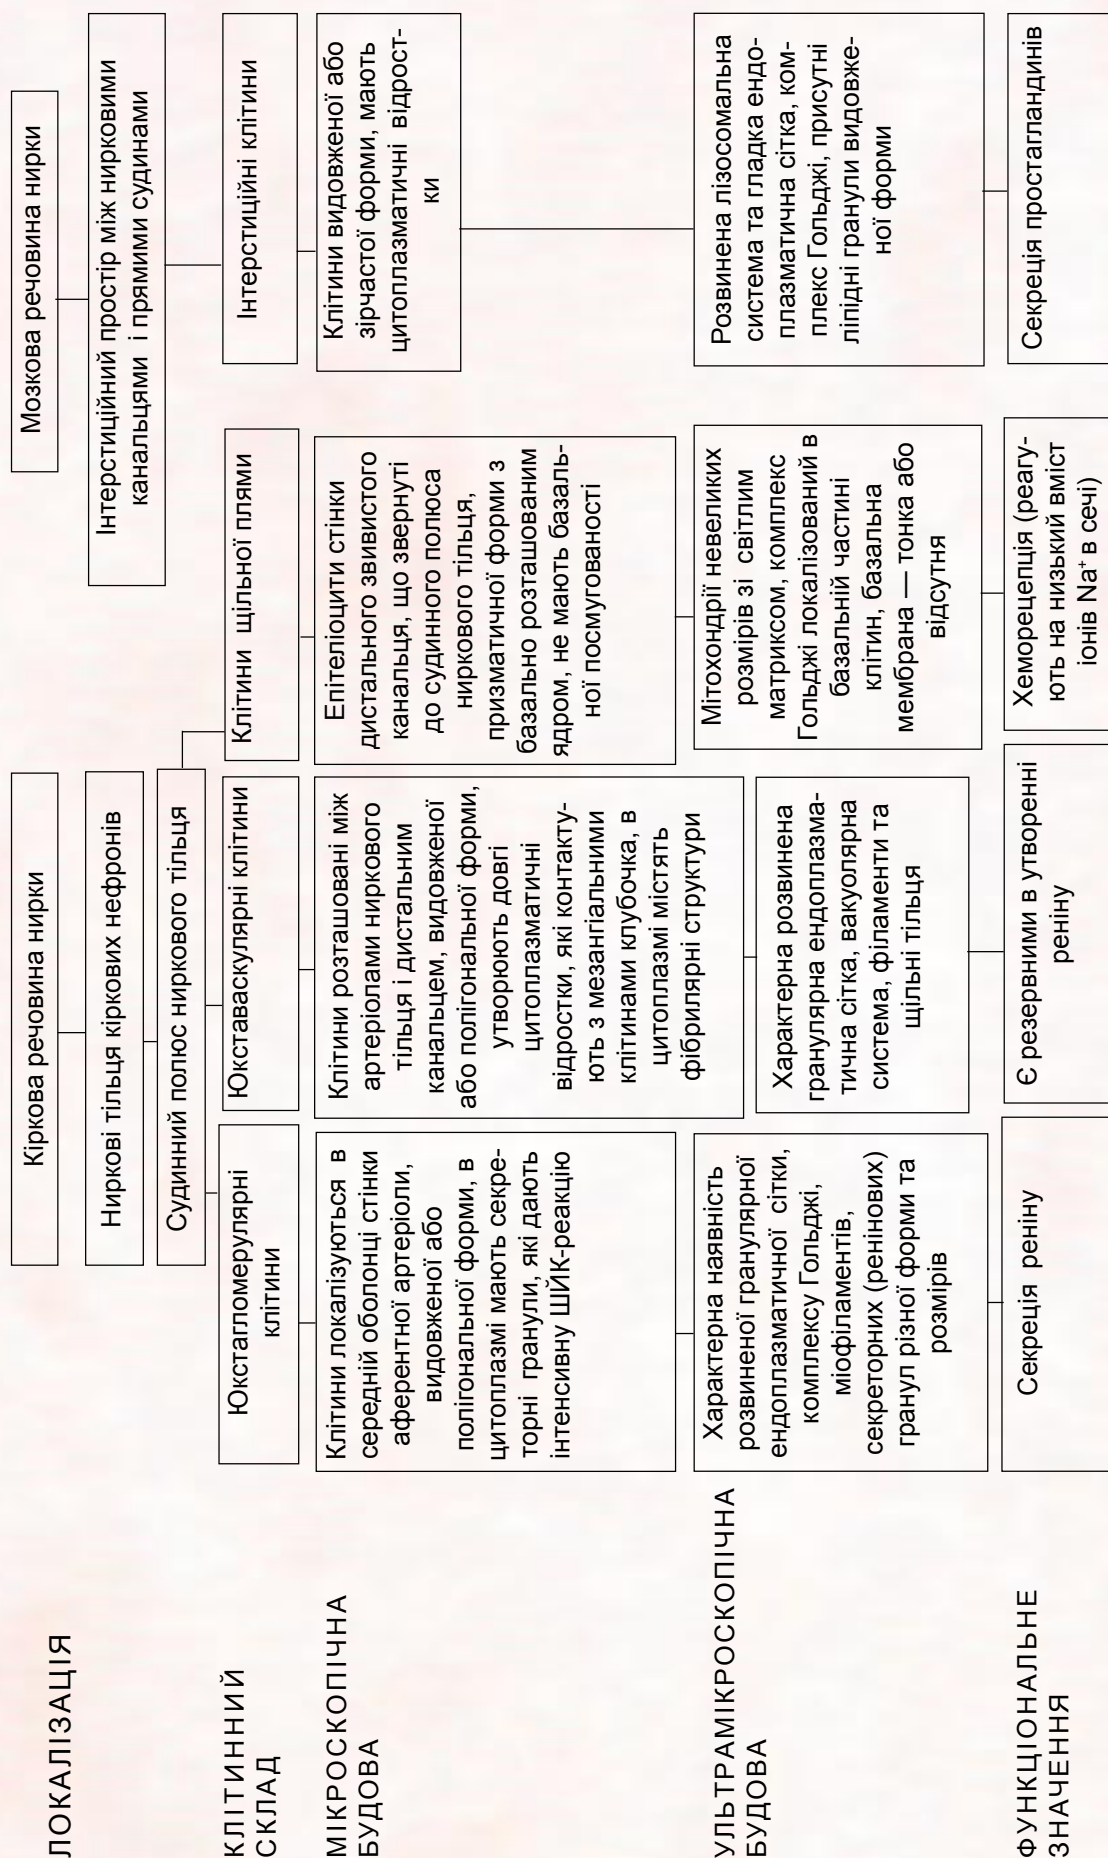 ЛОКАЛІЗАЦІЯ
Кіркова речовина нирки
Мозкова речовина нирки
Ниркові тільця кіркових нефронів
Інтерстиційний простір між нирковими
канальцями і прямими судинами
Судинний полюс ниркового тільця
КЛІТИННИЙ
СКЛАД
Юкстагломерулярні
клітини
Юкставаскулярні клітини
Клітини щільної плями
Інтерстиційні клітини
МІКРОСКОПІЧНА
БУДОВА
Клітини локалізуються в
середній оболонці стінки
аферентної артеріоли,
видовженої або
полігональної форми, в
цитоплазмі мають секре-
торні гранули, які дають
інтенсивну ШЙК-реакцію
Клітини розташовані між
артеріолами ниркового
тільця і дистальним
канальцем, видовженої
або полігональної форми,
утворюють довгі
цитоплазматичні
відростки, які контакту-
ють з мезангіальними
клітинами клубочка, в
цитоплазмі містять
фібрилярні структури
Епітеліоцити стінки
дистального звивистого
канальця, що звернуті
до судинного полюса
ниркового тільця,
призматичної форми з
базально розташованим
ядром, не мають базаль-
ної посмугованості
Клітини видовженої або
зірчастої форми, мають
цитоплазматичні відрост-
ки
УЛЬТРАМІКРОСКОПІЧНА
БУДОВА
Характерна наявність
розвиненої гранулярної
ендоплазматичної сітки,
комплексу Гольджі,
міофіламентів,
секреторних (ренінових)
гранул різної форми та
розмірів
Характерна розвинена
гранулярна ендоплазма-
тична сітка, вакуолярна
система, філаменти та
щільні тільця
Мітохондрії невеликих
розмірів зі світлим
матриксом, комплекс
Гольджі локалізований в
базальній частині
клітин, базальна
мембрана — тонка або
відсутня
Розвинена лізосомальна
система та гладка ендо-
плазматична сітка, ком-
плекс Гольджі, присутні
ліпідні гранули видовже-
ної форми
ФУНКЦІОНАЛЬНЕ
ЗНАЧЕННЯ
Секреція реніну
Є резервними в утворенні
реніну
Хеморецепція (реагу-
ють на низький вміст
іонів Na⁺ в сечі)
Секреція простагландинів